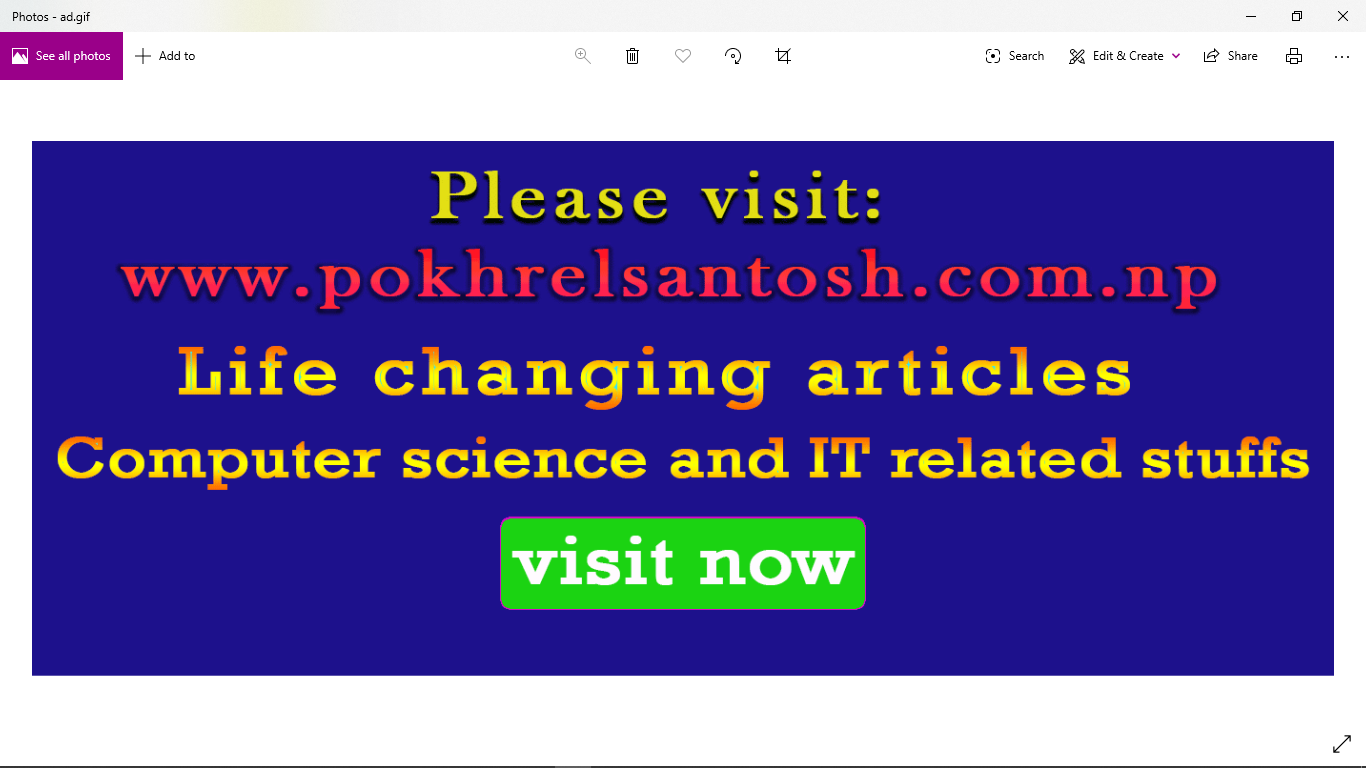 Photos - ad.gif
See all photos
Add to
Search
Edit & Create
Share
Please visit:
www.pokhrelsantosh.com.np
Life changing articles
Computer science and IT related stuffs
visit now